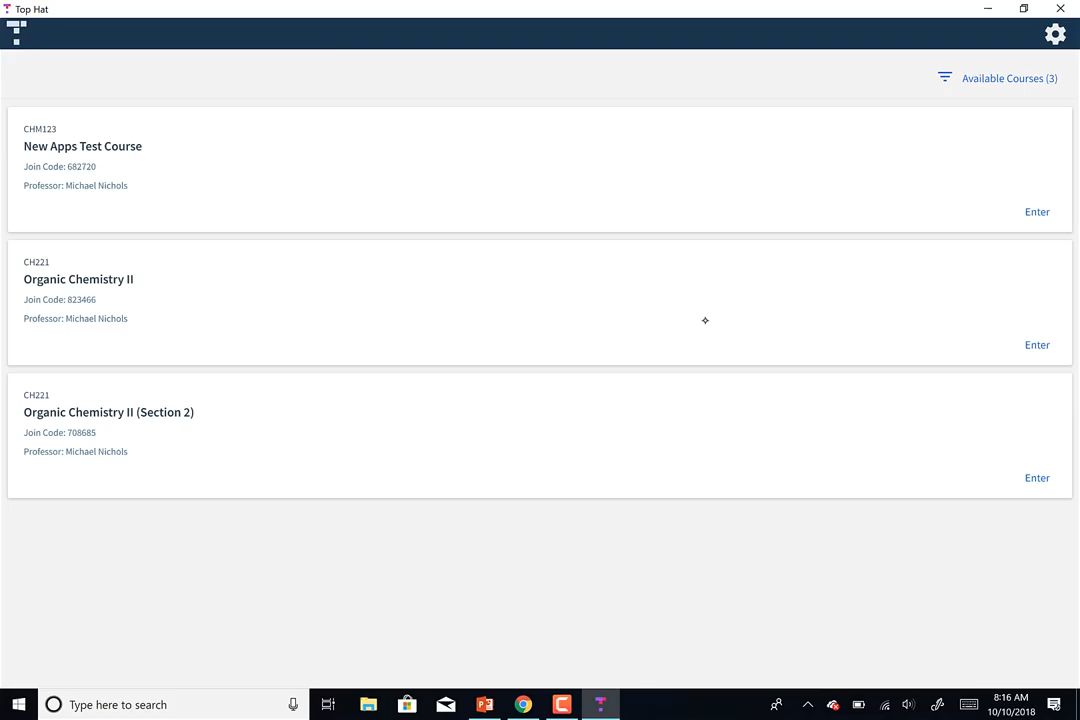 Top Hat
Available Courses (3)
CHM123
New Apps Test Course
Join Code: 682720
Professor: Michael Nichols
Enter
CH221
Organic Chemistry II
Join Code: 823466
Professor: Michael Nichols
Enter
CH221
Organic Chemistry II (Section 2)
Join Code: 708685
Professor: Michael Nichols
Enter
Type here to search
8:16 AM
10/10/2018